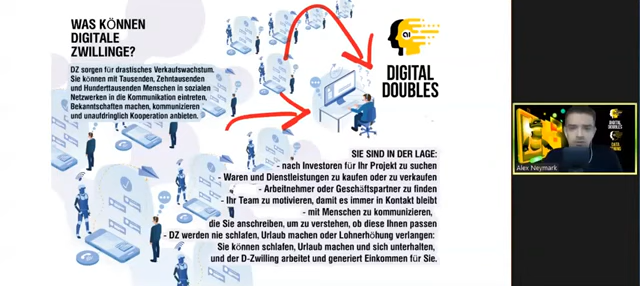 WAS KÖNNEN
DIGITALE
ZWILLINGE?
DZ sorgen für drastisches Verkaufswachstum.
Sie können mit Tausenden, Zehntausenden
und Hunderttausenden Menschen in sozialen
Netzwerken in die Kommunikation eintreten,
Bekanntschaften machen, kommunizieren
und unaufdringlich Kooperation anbieten.
ai
DIGITAL
DOUBLES
SIE SIND IN DER LAGE:
- nach Investoren für Ihr Projekt zu suchen
- Waren und Dienstleistungen zu kaufen oder zu verkaufen
- Arbeitnehmer oder Geschäftspartner zu finden
- Ihr Team zu motivieren, damit es immer in Kontakt bleibt
- mit Menschen zu kommunizieren,
die Sie anschreiben, um zu verstehen, ob diese Ihnen passen
- DZ werden nie schlafen, Urlaub machen oder Lohnerhöhung verlangen:
Sie können schlafen, Urlaub machen und sich unterhalten,
und der D-Zwilling arbeitet und generiert Einkommen für Sie.
DIGITAL
DOUBLES
Alex Neymark